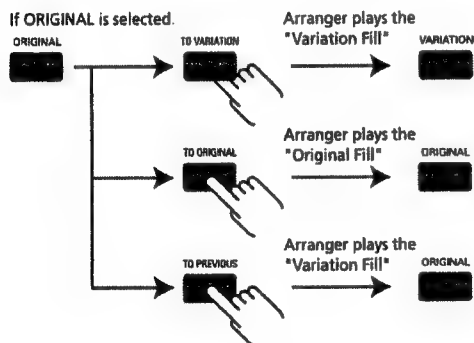 If ORIGINAL is selected.
ORIGINAL
TO VARIATION
Arranger plays the
"Variation Fill"
VARIATION
TO ORIGINAL
Arranger plays the
"Original Fill"
ORIGINAL
TO PREVIOUS
Arranger plays the
"Variation Fill"
ORIGINAL